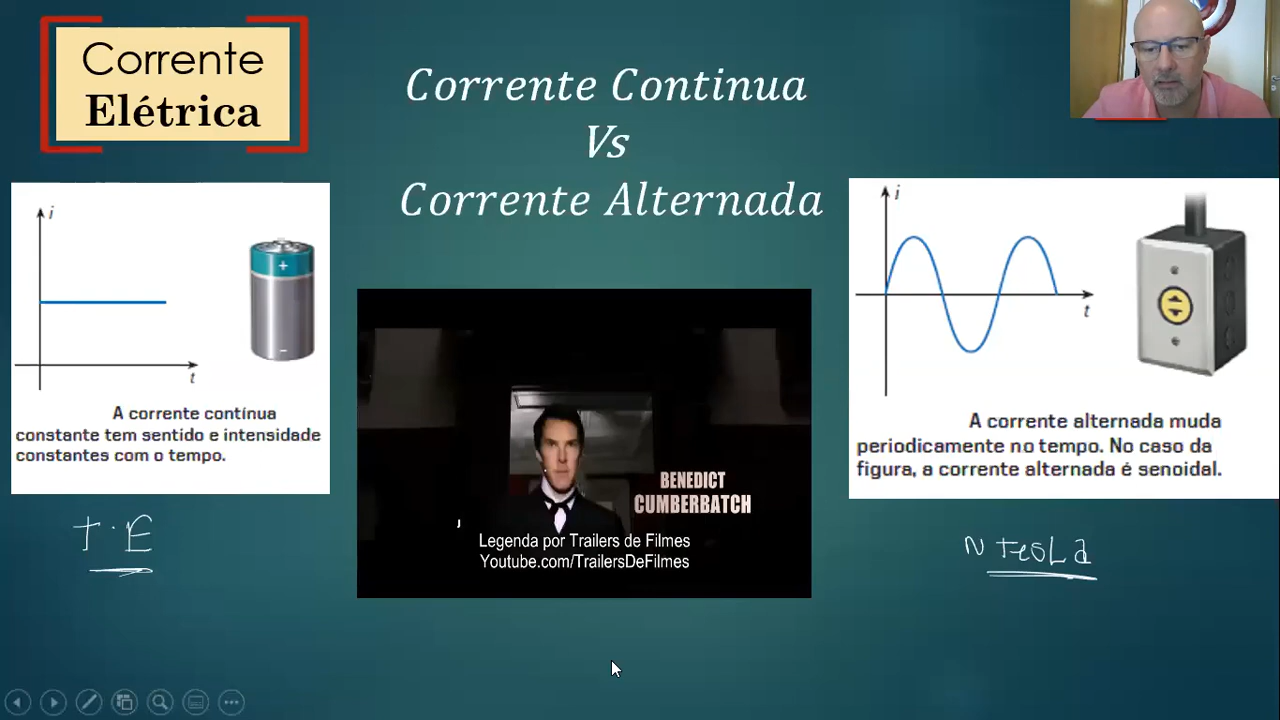 Corrente
Elétrica
Corrente Continua
Vs
Corrente Alternada
i
t
+
-
A corrente contínua
constante tem sentido e intensidade
constantes com o tempo.
T.E
BENEDICT
CUMBERBATCH
Legenda por Trailers de Filmes
Youtube.com/TrailersDeFilmes
i
t
A corrente alternada muda
periodicamente no tempo. No caso da
figura, a corrente alternada é senoidal.
N TesLa